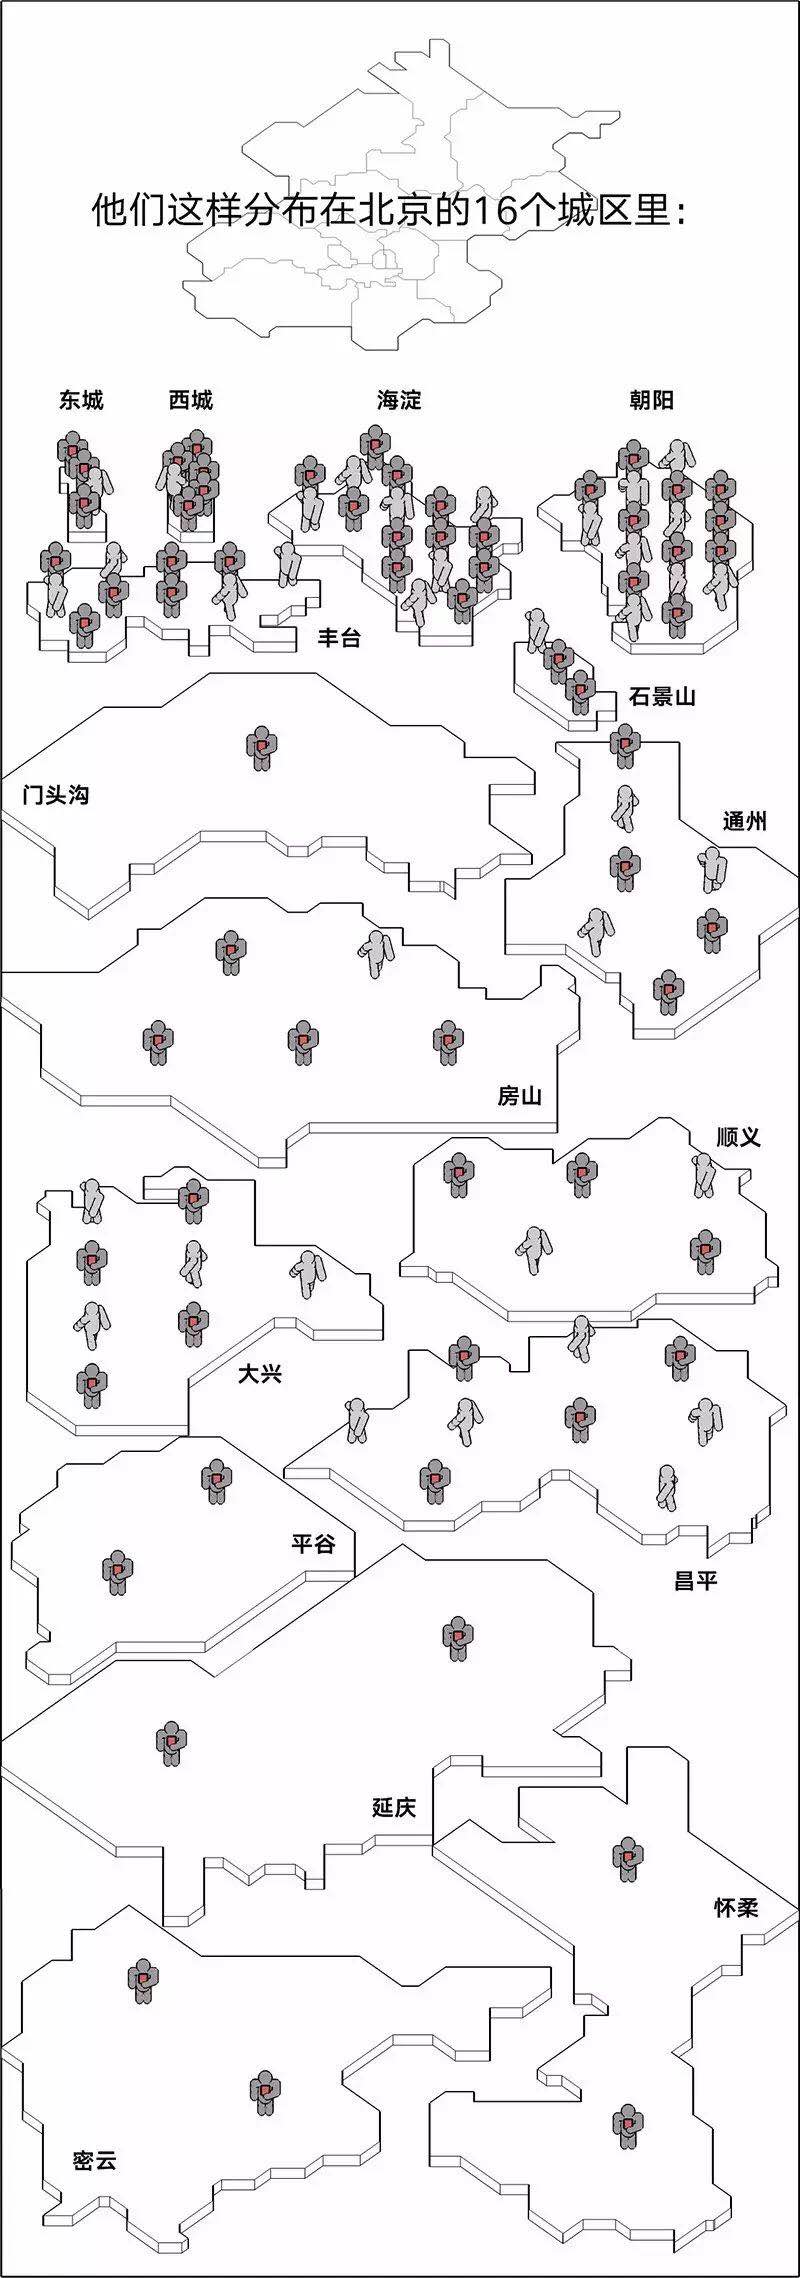 他们这样分布在北京的16个城区里：
东城
西城
海淀
朝阳
丰台
石景山
门头沟
通州
房山
顺义
大兴
昌平
平谷
延庆
怀柔
密云